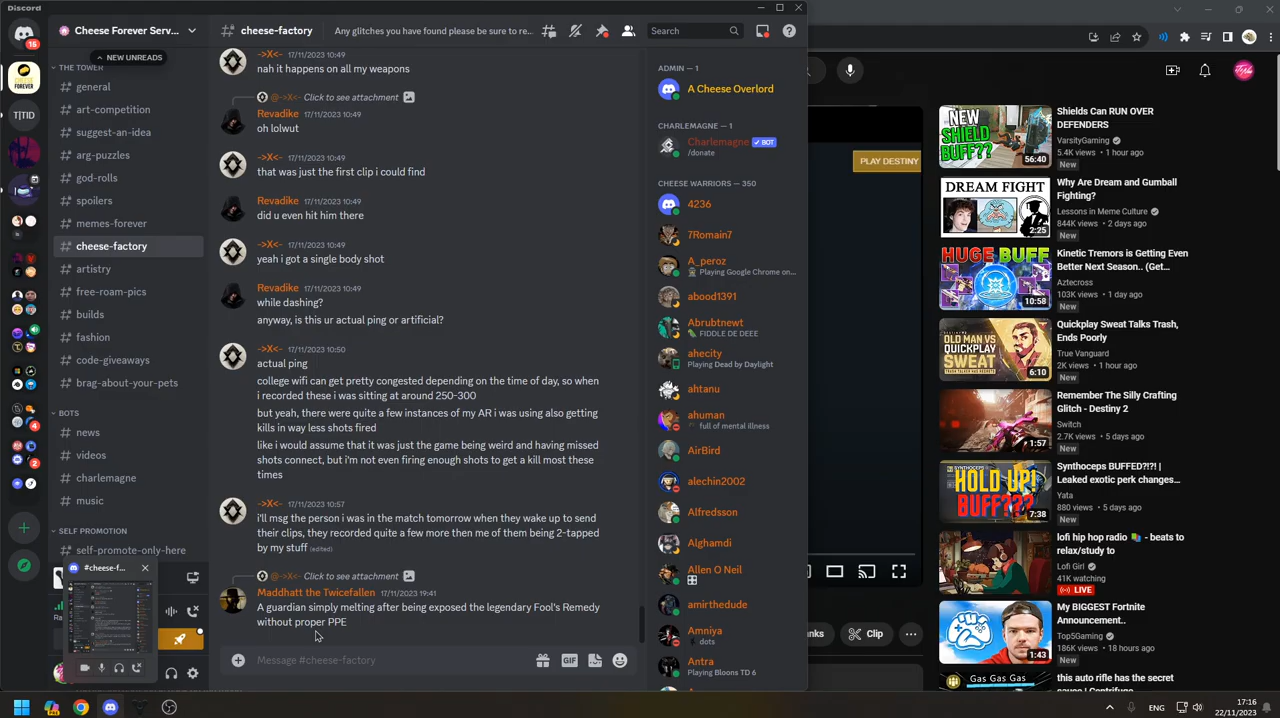 Discord
15
Cheese Forever Serv...
cheese-factory
Any glitches you have found please be sure to re...
Search
NEW UNREADS
THE TOWER
general
art-competition
suggest-an-idea
arg-puzzles
god-rolls
spoilers
memes-forever
cheese-factory
artistry
free-roam-pics
builds
fashion
code-giveaways
brag-about-your-pets
BOTS
news
videos
charlemagne
music
SELF PROMOTION
self-promote-only-here
CHEESE FOREVER
T|TID
4
2
#cheese-f...
->X<- 17/11/2023 10:49
nah it happens on all my weapons
@->X<- Click to see attachment
Revadike 17/11/2023 10:49
oh lolwut
->X<- 17/11/2023 10:49
that was just the first clip i could find
Revadike 17/11/2023 10:49
did u even hit him there
->X<- 17/11/2023 10:49
yeah i got a single body shot
Revadike 17/11/2023 10:49
while dashing?
anyway, is this ur actual ping or artificial?
->X<- 17/11/2023 10:50
actual ping
college wifi can get pretty congested depending on the time of day, so when
i recorded these i was sitting at around 250-300
but yeah, there were quite a few instances of my AR i was using also getting
kills in way less shots fired
like i would assume that it was just the game being weird and having missed
shots connect, but i'm not even firing enough shots to get a kill most these
times
->X<- 17/11/2023 10:57
i'll msg the person i was in the match tomorrow when they wake up to send
their clips, they recorded quite a few more then me of them being 2-tapped
by my stuff (edited)
@->X<- Click to see attachment
Maddhatt the Twicefallen 17/11/2023 19:41
A guardian simply melting after being exposed the legendary Fool's Remedy
without proper PPE
Message #cheese-factory
GIF
ADMIN — 1
A Cheese Overlord
CHARLEMAGNE — 1
Charlemagne ✓ BOT
/donate
CHEESE WARRIORS — 350
4236
7Romain7
A_peroz
Playing Google Chrome on...
abood1391
Abrubtnewt
FIDDLE DE DEEE
ahecity
Playing Dead by Daylight
ahtanu
ahuman
full of mental illness
AirBird
alechin2002
Alfredsson
Alghamdi
Allen O Neil
amirthedude
Amniya
dots
Antra
Playing Bloons TD 6
PLAY DESTINY
nks
Clip
NEW
SHIELD
BUFF??
56:40
Shields Can RUN OVER
DEFENDERS
VarsityGaming
5.4K views • 1 hour ago
New
DREAM FIGHT
2:25
Why Are Dream and Gumball
Fighting?
Lessons in Meme Culture
844K views • 2 days ago
New
HUGE BUFF
10:58
Kinetic Tremors is Getting Even
Better Next Season.. (Get...
Aztecross
103K views • 1 day ago
New
OLD MAN VS
QUICKPLAY
SWEAT
6:10
Quickplay Sweat Talks Trash,
Ends Poorly
True Vanguard
2K views • 1 hour ago
New
1:57
Remember The Silly Crafting
Glitch - Destiny 2
Switch
2.7K views • 5 days ago
New
HOLD UP!
BUFF???
7:38
Synthoceps BUFFED?!?! |
Leaked exotic perk changes...
Yata
880 views • 5 days ago
New
lofi hip hop radio 📚 - beats to
relax/study to
Lofi Girl
41K watching
LIVE
1:43
My BIGGEST Fortnite
Announcement..
Top5Gaming
186K views • 18 hours ago
New
Gas Gas Gas
this auto rifle has the secret
ENG
17:16
22/11/2023